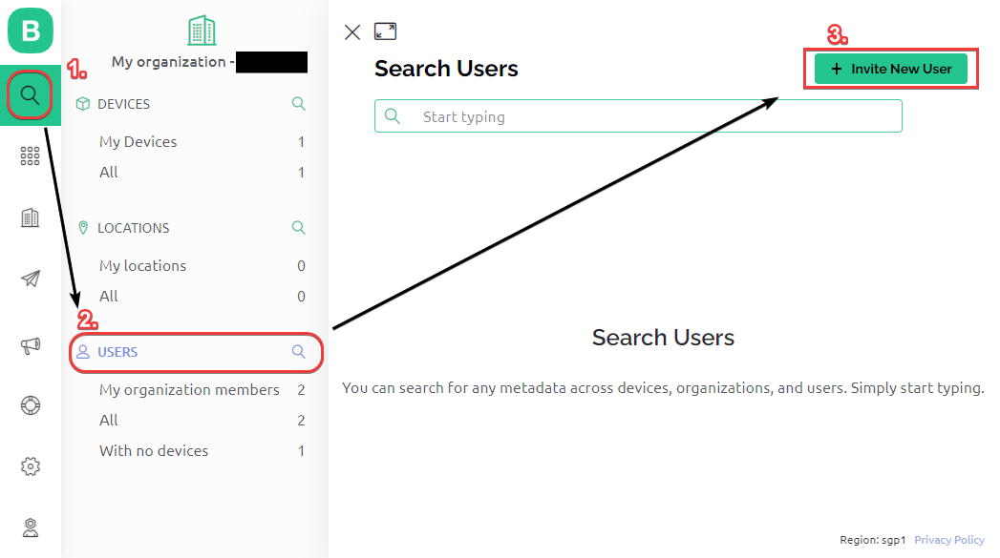 B
1.
My organization -
DEVICES
My Devices 1
All 1
LOCATIONS
My locations 0
All 0
2.
USERS
My organization members 2
All 2
With no devices 1
3.
Search Users
+ Invite New User
Start typing
Search Users
You can search for any metadata across devices, organizations, and users. Simply start typing.
Region: sgp1 Privacy Policy